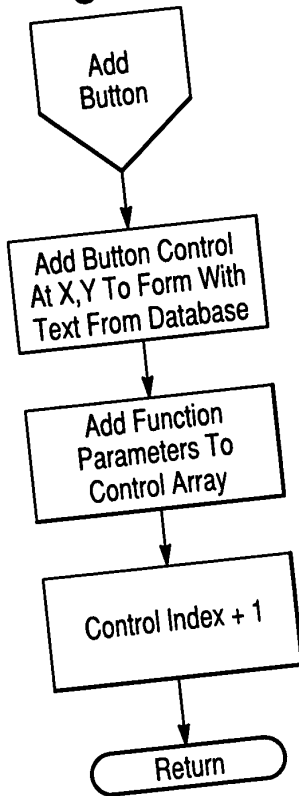 Add
Button
Add Button Control
At X,Y To Form With
Text From Database
Add Function
Parameters To
Control Array
Control Index + 1
Return